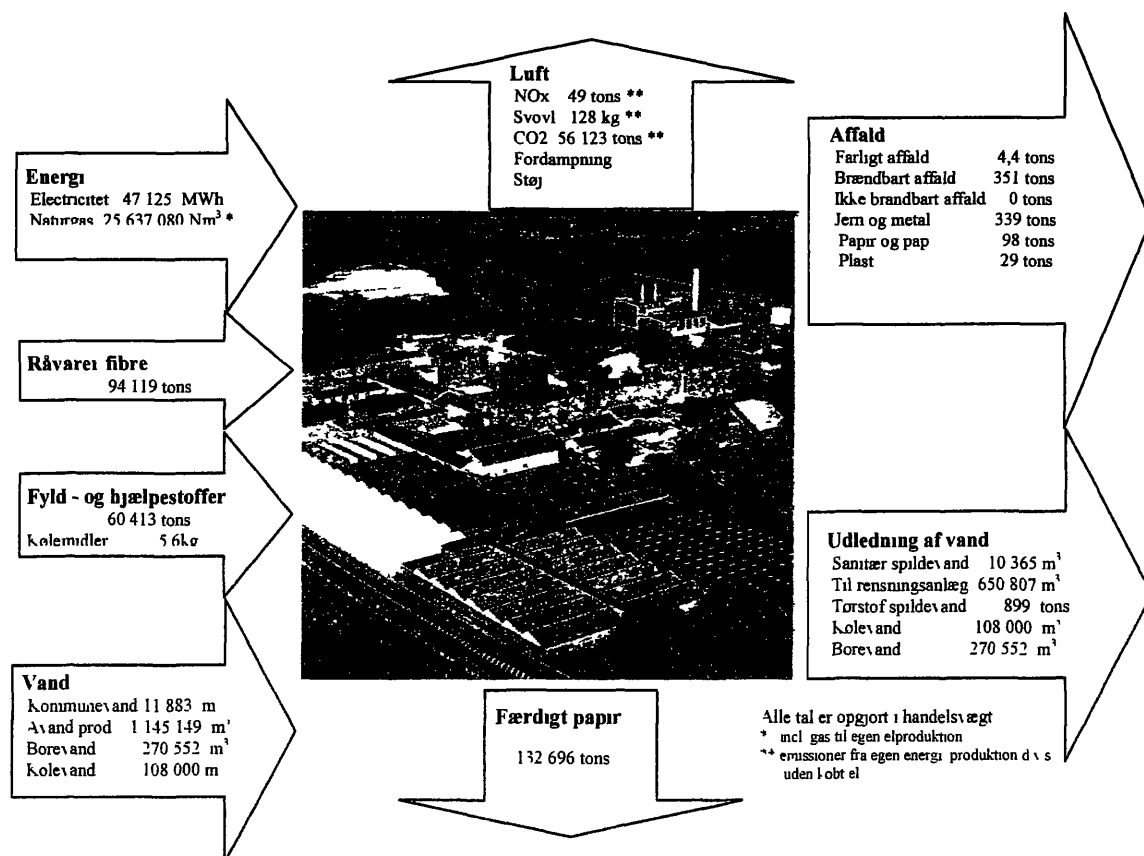 Luft
NOx 49 tons **
Svovl 128 kg **
CO2 56 123 tons **
Fordampning
Støj
Energi
Electricitet 47 125 MWh
Naturgas 25 637 080 Nm³ *
Råvarer fibre
94 119 tons
Fyld - og hjælpestoffer
60 413 tons
Kølemidler 5 6kg
Vand
Kommunevand 11 883 m
Åvand prod 1 145 149 m³
Borevand 270 552 m³
Kølevand 108 000 m
Færdigt papir
132 696 tons
Affald
Farligt affald 4,4 tons
Brændbart affald 351 tons
Ikke brandbart affald 0 tons
Jern og metal 339 tons
Papir og pap 98 tons
Plast 29 tons
Udledning af vand
Sanitær spildevand 10 365 m³
Til rensningsanlæg 650 807 m³
Tørstof spildevand 899 tons
Kølevand 108 000 m³
Borevand 270 552 m³
Alle tal er opgjort i handelsvægt
* incl gas til egen elproduktion
** emissioner fra egen energi produktion d v s
uden købt el